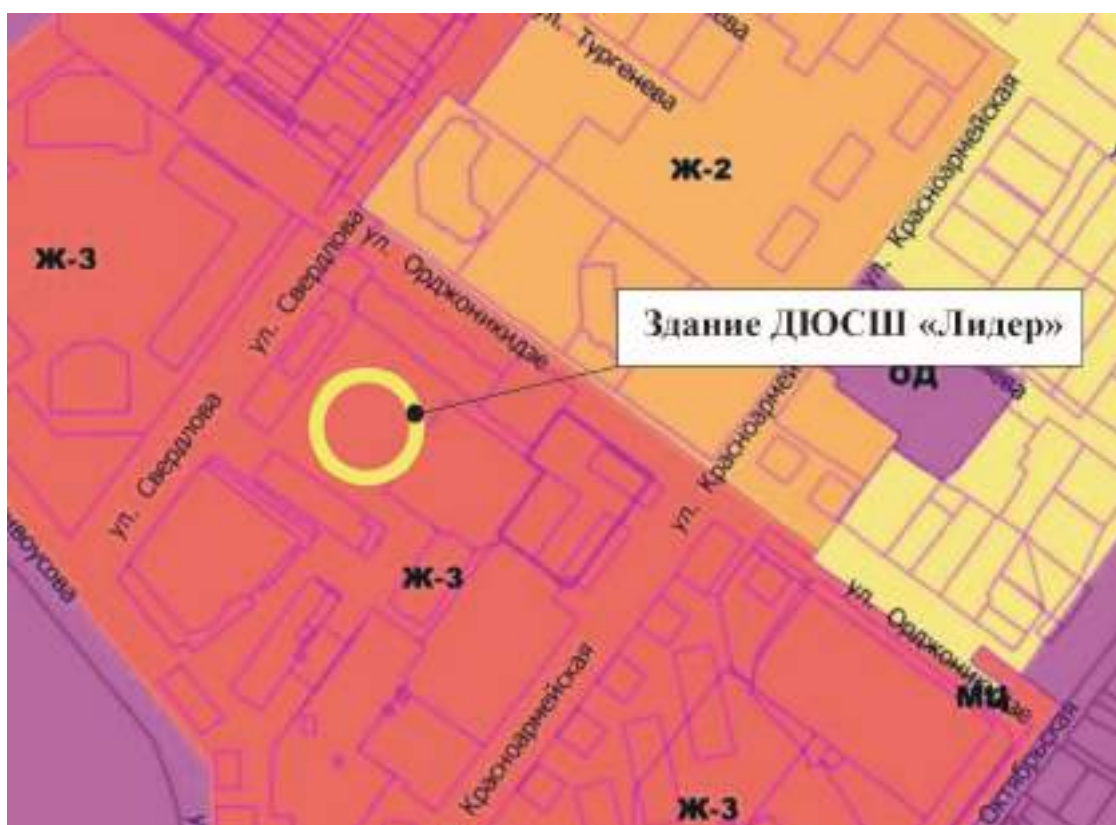 ул. Тургенева
Ж-2
ул. Красноармейская
Ж-3
ул. Свердлова
ул. Орджоникидзе
Здание ДЮСШ «Лидер»
ОД
ул. Свердлова
ул.
Ж-3
ул. Орджоникидзе
мц
Красноармейская
Октябрьская
Ж-3